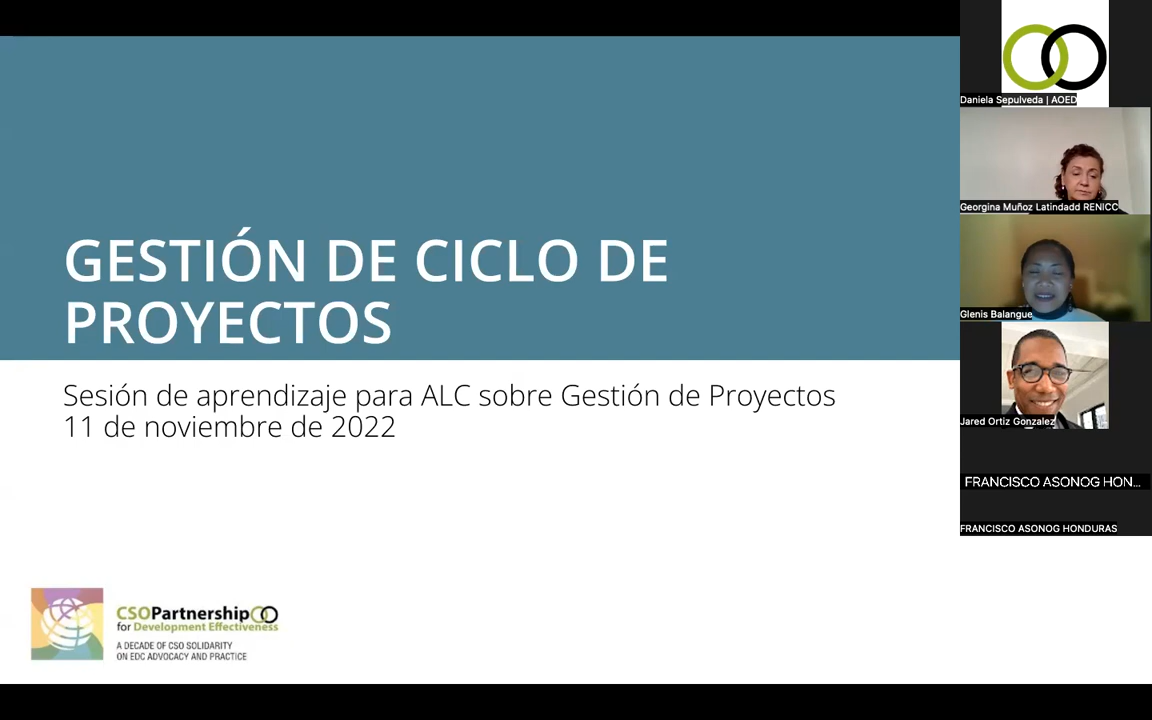 GESTIÓN DE CICLO DE
PROYECTOS
Sesión de aprendizaje para ALC sobre Gestión de Proyectos
11 de noviembre de 2022
CSOPartnership
for Development Effectiveness
A DECADE OF CSO SOLIDARITY
ON EDC ADVOCACY AND PRACTICE
Daniela Sepulveda | AOED
Georgina Muñoz Latindadd RENICC
Glenis Balangue
Jared Ortiz Gonzalez
FRANCISCO ASONOG HON...
FRANCISCO ASONOG HONDURAS